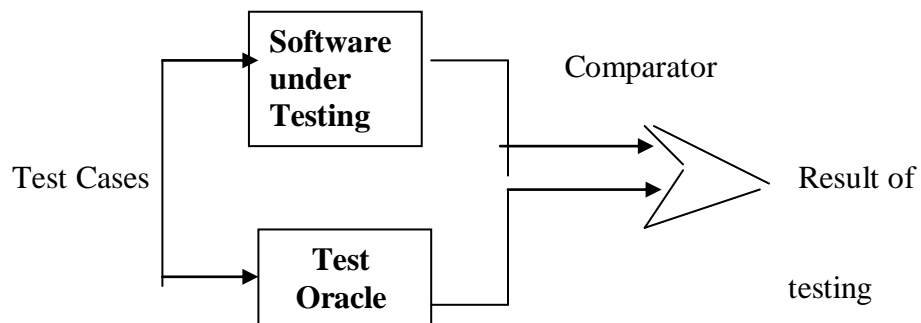 Software
under
Testing
Comparator
Test Cases
Result of
testing
Test
Oracle